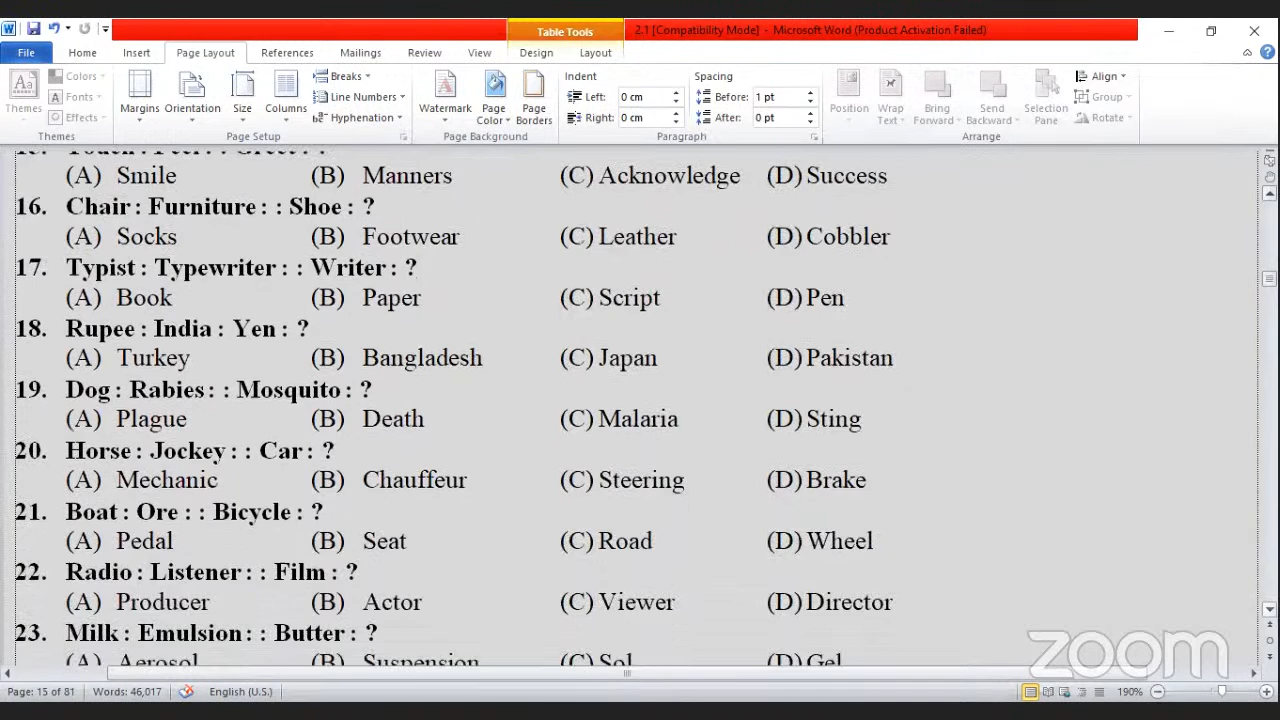 Table Tools
2.1 [Compatibility Mode] - Microsoft Word (Product Activation Failed)
File Home Insert Page Layout References Mailings Review View Design Layout
Themes
Colors
Fonts
Effects
Themes
Margins Orientation Size Columns
Breaks
Line Numbers
Hyphenation
Page Setup
Watermark Page Color Page Borders
Page Background
Indent Spacing
Left: 0 cm Before: 1 pt
Right: 0 cm After: 0 pt
Paragraph
Position Wrap Text Bring Forward Send Backward Selection Pane
Align
Group
Rotate
Arrange
(A) Smile (B) Manners (C) Acknowledge (D) Success
16. Chair : Furniture : : Shoe : ?
(A) Socks (B) Footwear (C) Leather (D) Cobbler
17. Typist : Typewriter : : Writer : ?
(A) Book (B) Paper (C) Script (D) Pen
18. Rupee : India : Yen : ?
(A) Turkey (B) Bangladesh (C) Japan (D) Pakistan
19. Dog : Rabies : : Mosquito : ?
(A) Plague (B) Death (C) Malaria (D) Sting
20. Horse : Jockey : : Car : ?
(A) Mechanic (B) Chauffeur (C) Steering (D) Brake
21. Boat : Ore : : Bicycle : ?
(A) Pedal (B) Seat (C) Road (D) Wheel
22. Radio : Listener : : Film : ?
(A) Producer (B) Actor (C) Viewer (D) Director
23. Milk : Emulsion : : Butter : ?
(A) Aerosol (B) Suspension (C) Sol (D) Gel
zoom
Page: 15 of 81 Words: 46,017 English (U.S.) 190%